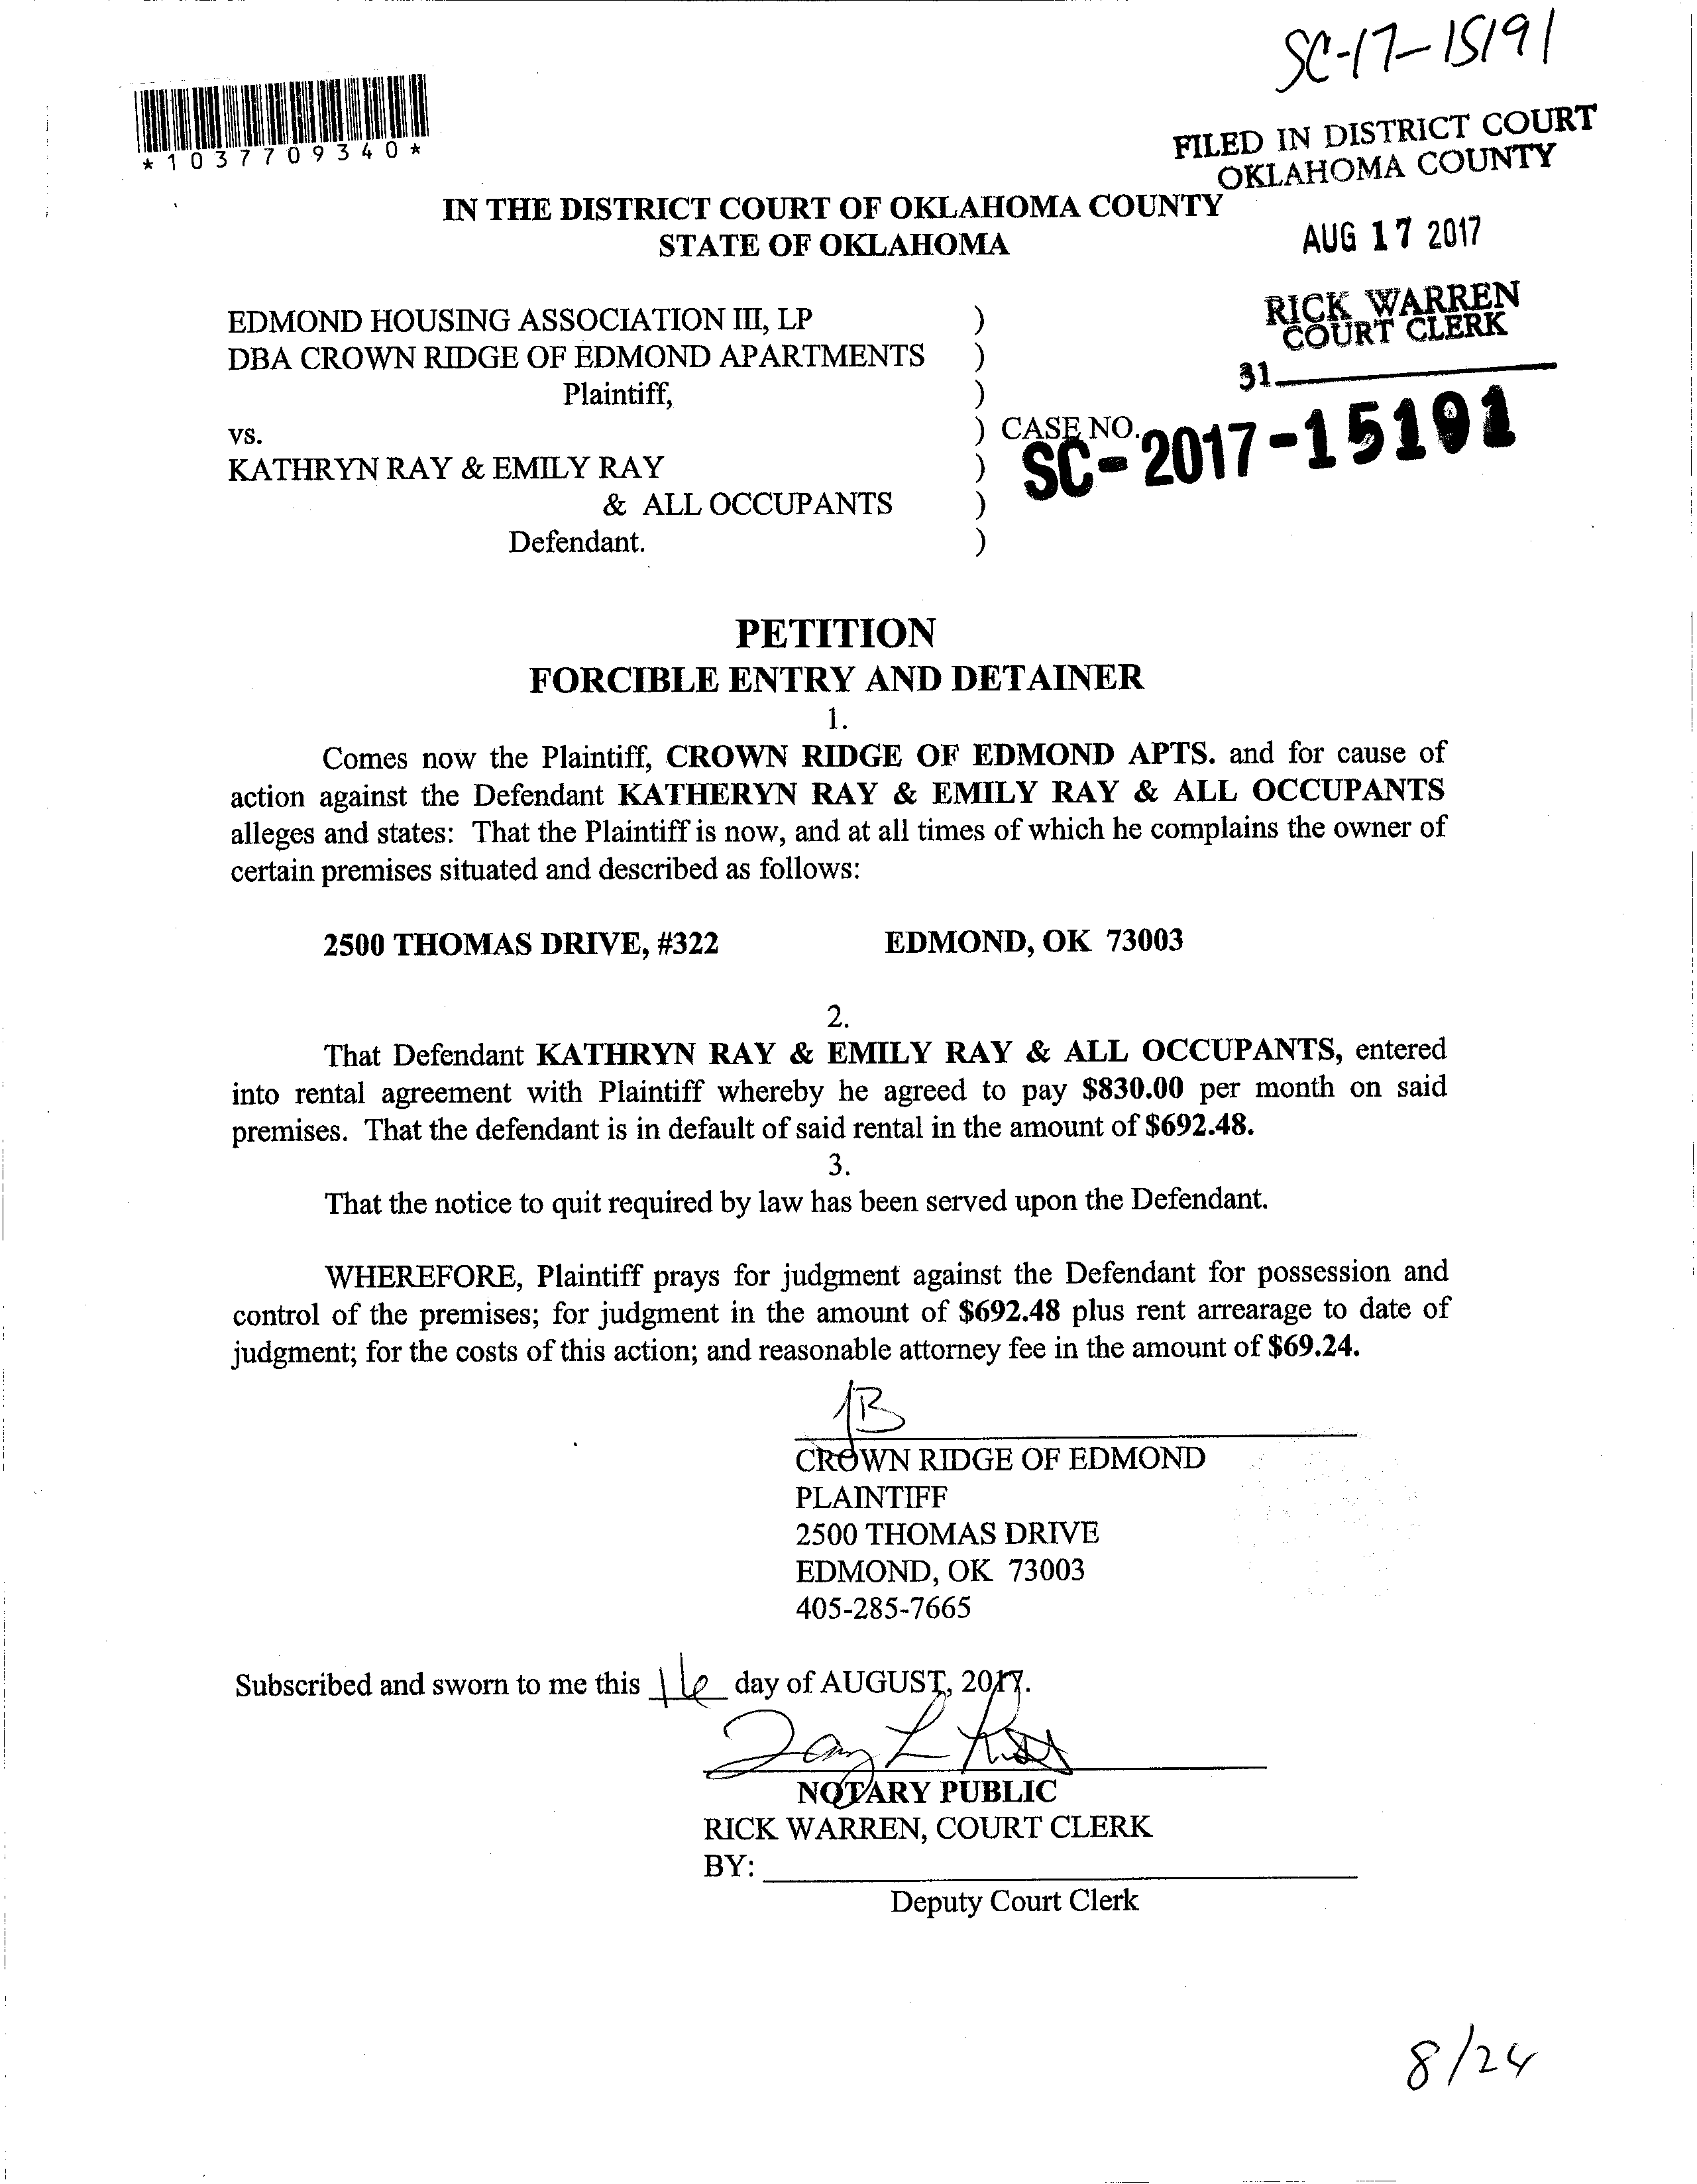 SC-17-15191
*1037709340*
FILED IN DISTRICT COURT
OKLAHOMA COUNTY
IN THE DISTRICT COURT OF OKLAHOMA COUNTY
STATE OF OKLAHOMA
AUG 17 2017
RICK WARREN
COURT CLERK
31
EDMOND HOUSING ASSOCIATION III, LP )
DBA CROWN RIDGE OF EDMOND APARTMENTS )
Plaintiff, )
vs. ) CASE NO. SC-2017-15191
KATHRYN RAY & EMILY RAY )
& ALL OCCUPANTS )
Defendant. )
PETITION
FORCIBLE ENTRY AND DETAINER
1.
Comes now the Plaintiff, CROWN RIDGE OF EDMOND APTS. and for cause of
action against the Defendant KATHERYN RAY & EMILY RAY & ALL OCCUPANTS
alleges and states: That the Plaintiff is now, and at all times of which he complains the owner of
certain premises situated and described as follows:
2500 THOMAS DRIVE, #322 EDMOND, OK 73003
2.
That Defendant KATHRYN RAY & EMILY RAY & ALL OCCUPANTS, entered
into rental agreement with Plaintiff whereby he agreed to pay $830.00 per month on said
premises. That the defendant is in default of said rental in the amount of $692.48.
3.
That the notice to quit required by law has been served upon the Defendant.
WHEREFORE, Plaintiff prays for judgment against the Defendant for possession and
control of the premises; for judgment in the amount of $692.48 plus rent arrearage to date of
judgment; for the costs of this action; and reasonable attorney fee in the amount of $69.24.
CROWN RIDGE OF EDMOND
PLAINTIFF
2500 THOMAS DRIVE
EDMOND, OK 73003
405-285-7665
Subscribed and sworn to me this 16 day of AUGUST, 2017.
NOTARY PUBLIC
RICK WARREN, COURT CLERK
BY:
Deputy Court Clerk
8/24